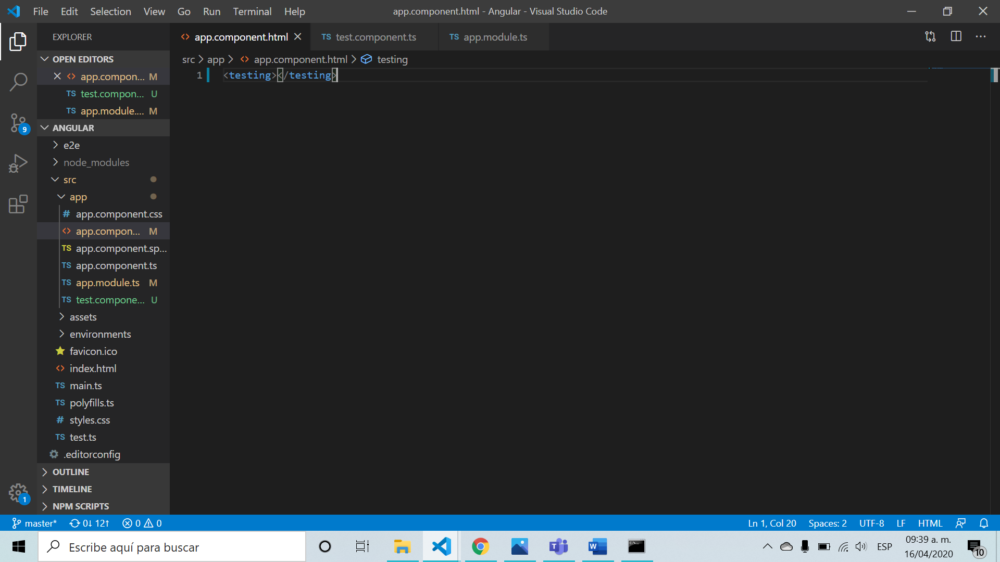 File Edit Selection View Go Run Terminal Help
app.component.html - Angular - Visual Studio Code
EXPLORER
OPEN EDITORS
app.compon... M
TS test.compon... U
TS app.module.... M
ANGULAR
e2e
node_modules
src
app
# app.component.css
<> app.compon... M
TS app.component.sp...
TS app.component.ts
TS app.module.ts M
TS test.compone... U
assets
environments
favicon.ico
<> index.html
TS main.ts
TS polyfills.ts
# styles.css
TS test.ts
.editorconfig
OUTLINE
TIMELINE
NPM SCRIPTS
9
1
<> app.component.html
TS test.component.ts
TS app.module.ts
src > app > <> app.component.html > testing
1 <testing></testing>
master* 0↓ 12↑ 0 0
Ln 1, Col 20 Spaces: 2 UTF-8 LF HTML
Escribe aquí para buscar
ESP
09:39 a. m.
16/04/2020
10